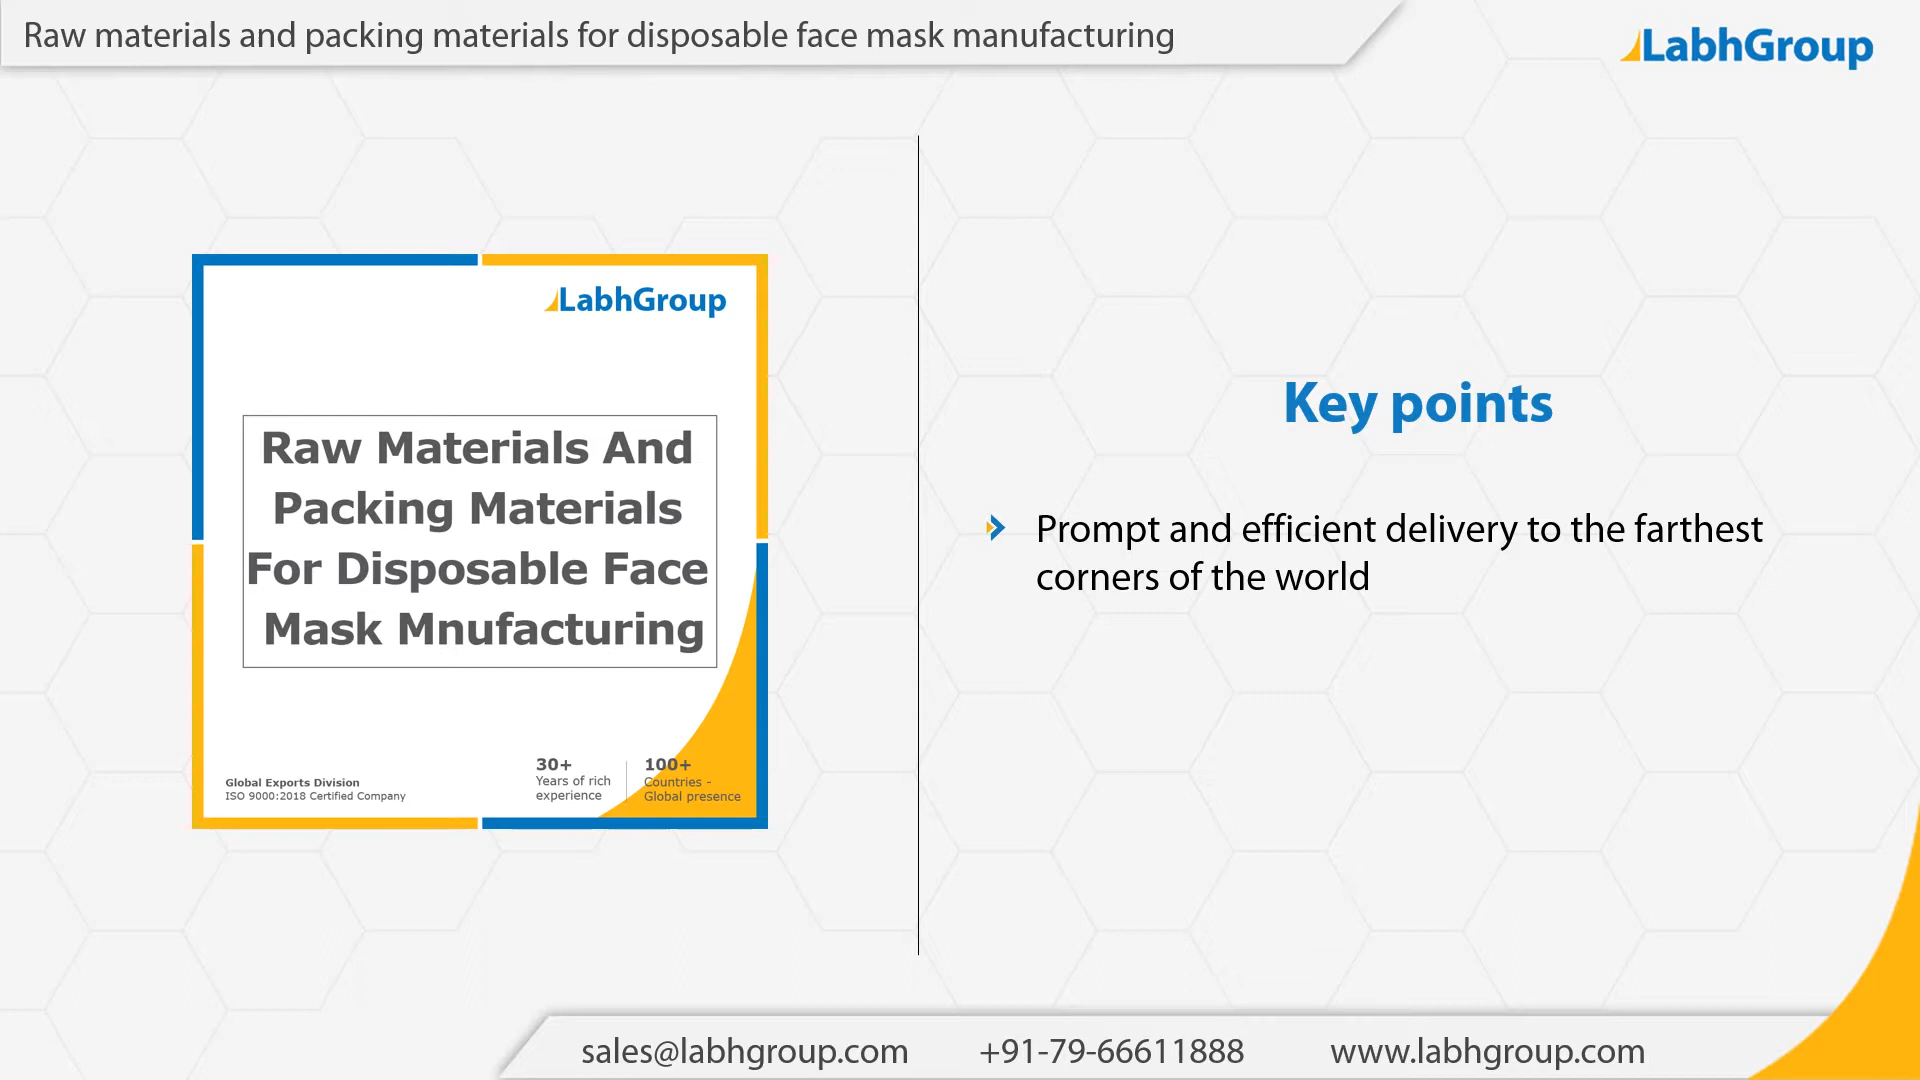 Raw materials and packing materials for disposable face mask manufacturing
LabhGroup
LabhGroup
Raw Materials And
Packing Materials
For Disposable Face
Mask Mnufacturing
Global Exports Division
ISO 9000:2018 Certified Company
30+
Years of rich
experience
100+
Countries -
Global presence
Key points
Prompt and efficient delivery to the farthest
corners of the world
sales@labhgroup.com
+91-79-66611888
www.labhgroup.com